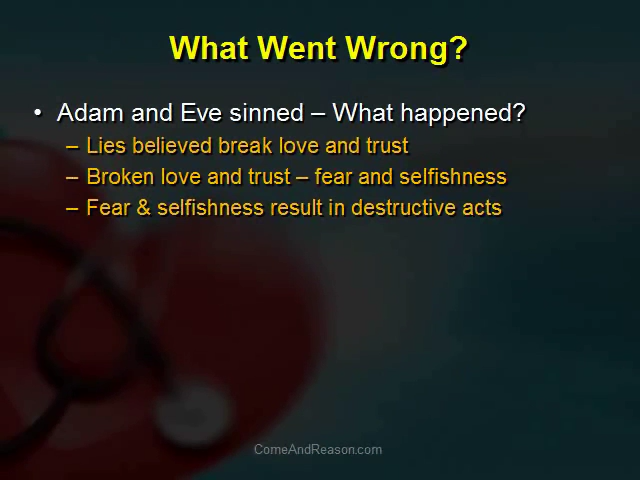 What Went Wrong?
• Adam and Eve sinned – What happened?
– Lies believed break love and trust
– Broken love and trust – fear and selfishness
– Fear & selfishness result in destructive acts
ComeAndReason.com